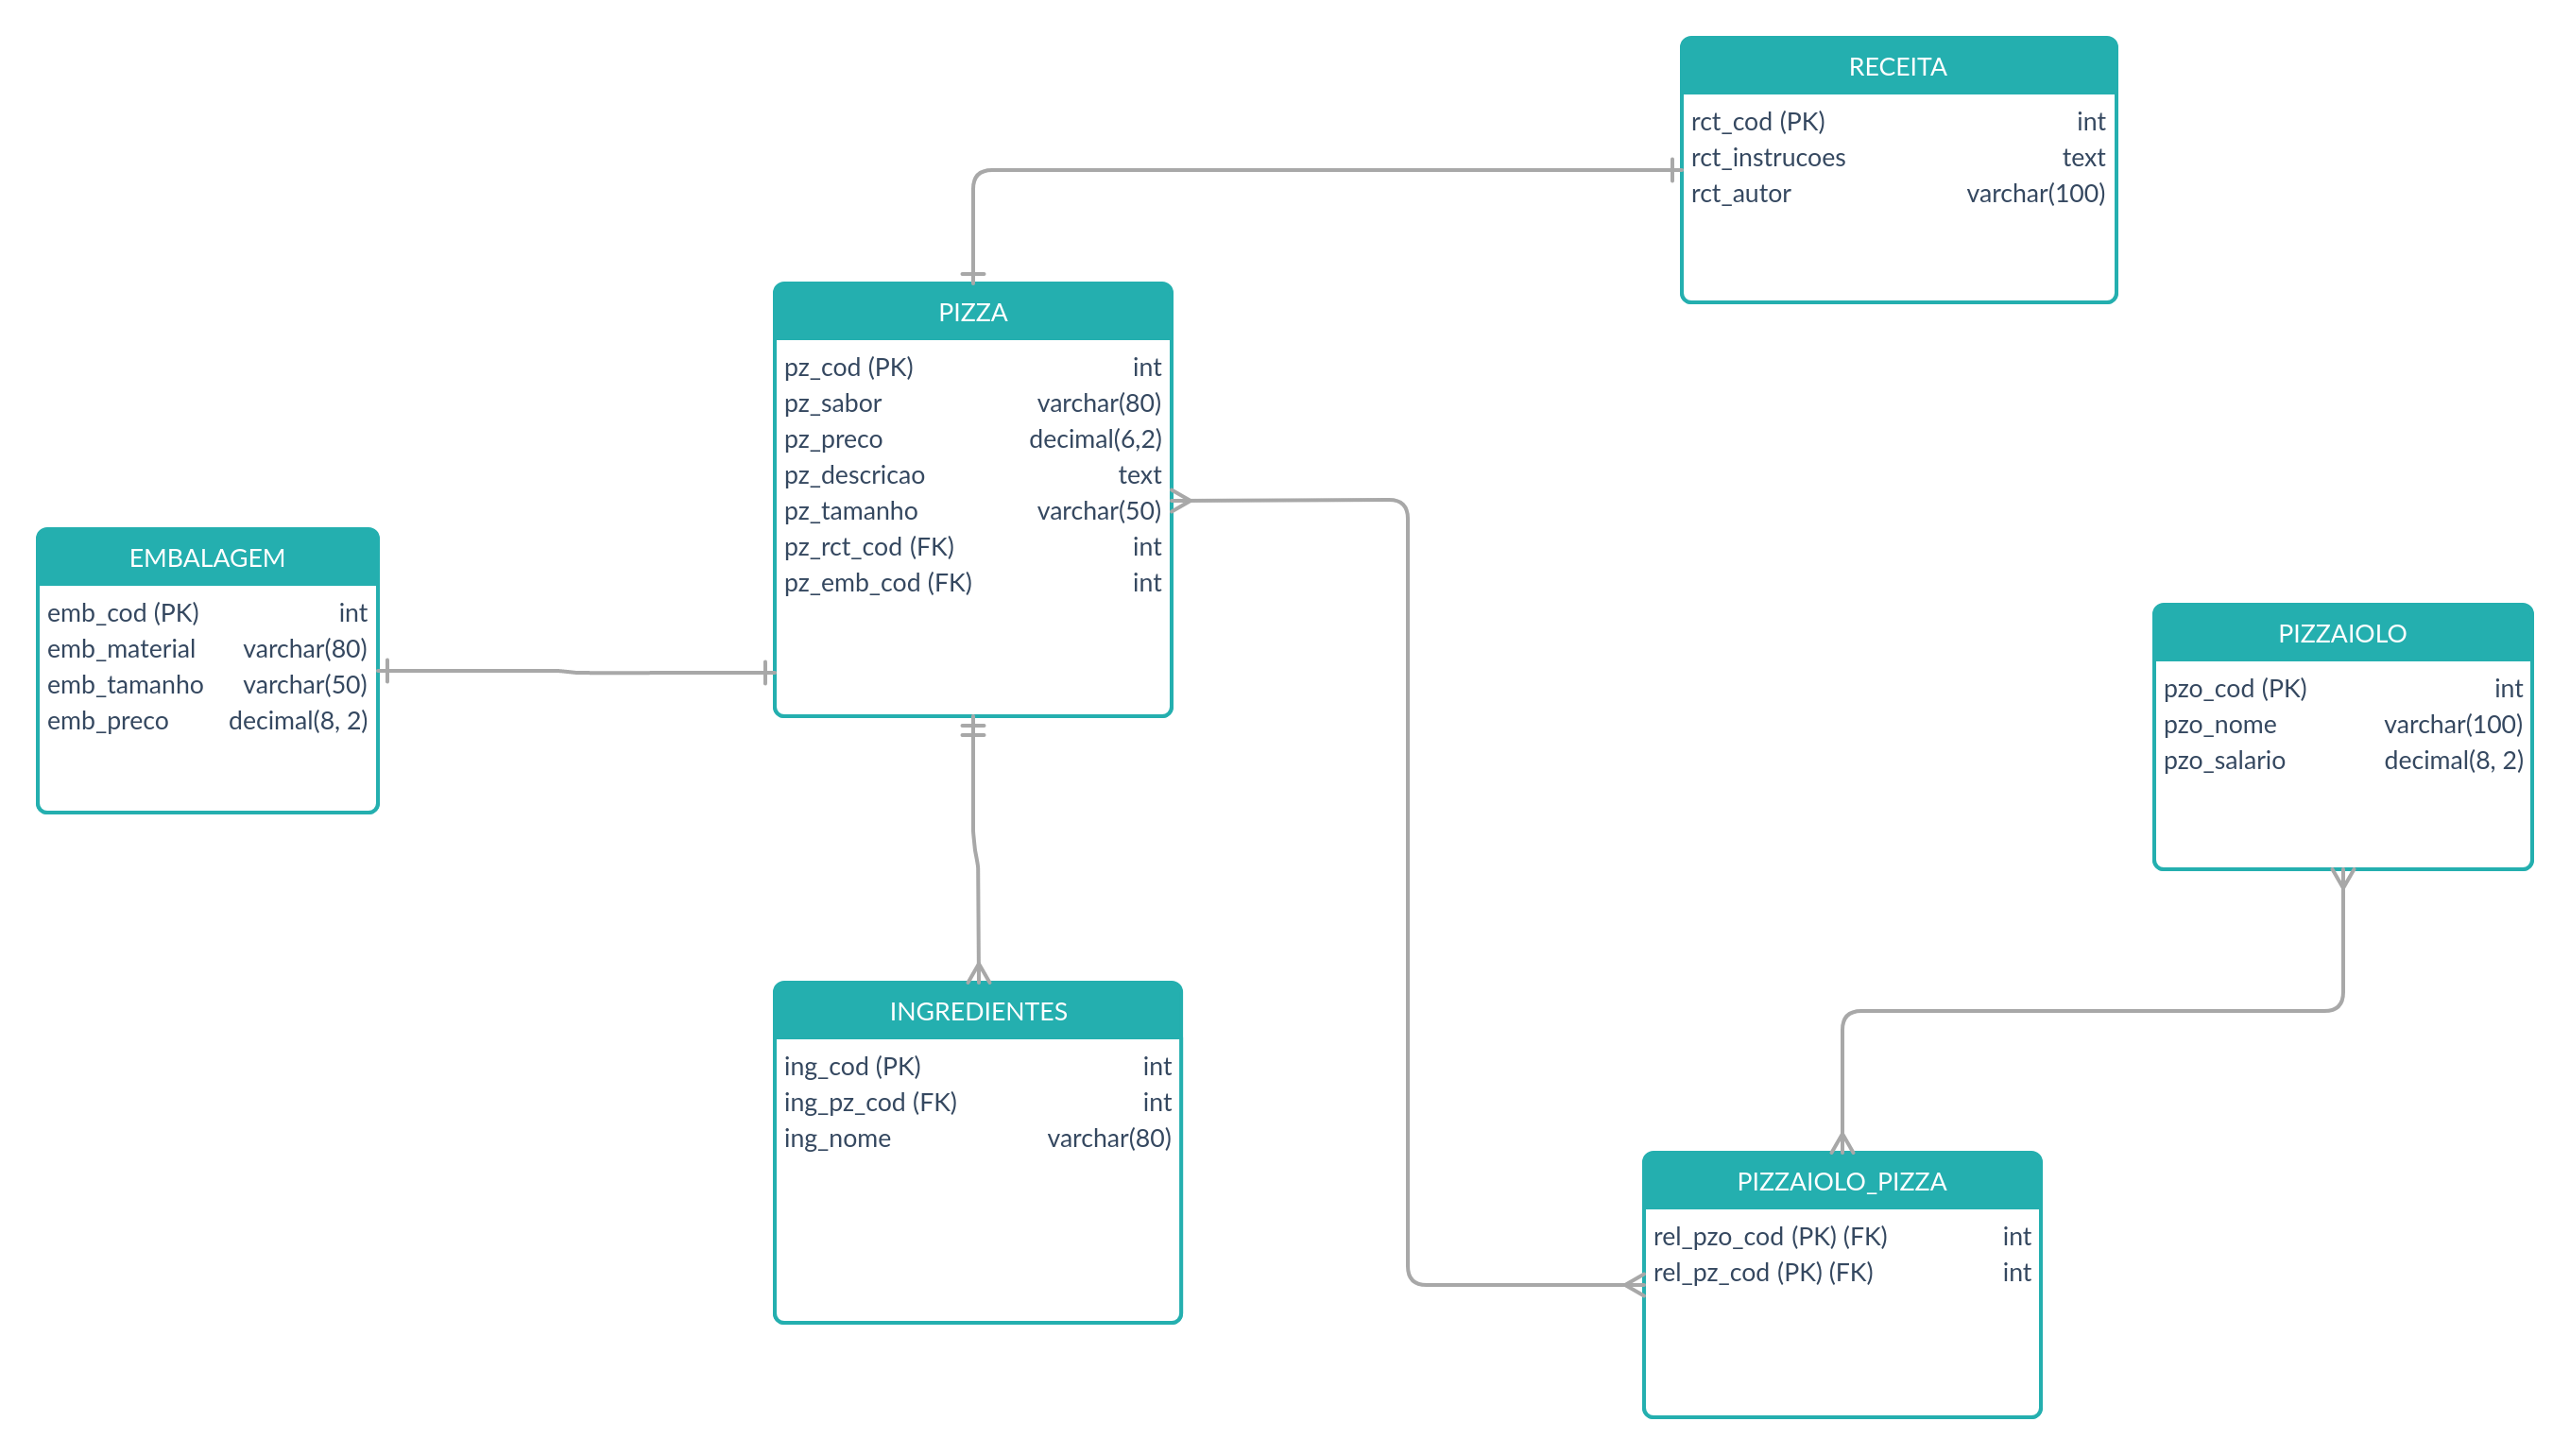 RECEITA
rct_cod (PK) int
rct_instrucoes text
rct_autor varchar(100)
PIZZA
pz_cod (PK) int
pz_sabor varchar(80)
pz_preco decimal(6,2)
pz_descricao text
pz_tamanho varchar(50)
pz_rct_cod (FK) int
pz_emb_cod (FK) int
EMBALAGEM
emb_cod (PK) int
emb_material varchar(80)
emb_tamanho varchar(50)
emb_preco decimal(8, 2)
PIZZAIOLO
pzo_cod (PK) int
pzo_nome varchar(100)
pzo_salario decimal(8, 2)
INGREDIENTES
ing_cod (PK) int
ing_pz_cod (FK) int
ing_nome varchar(80)
PIZZAIOLO_PIZZA
rel_pzo_cod (PK) (FK) int
rel_pz_cod (PK) (FK) int